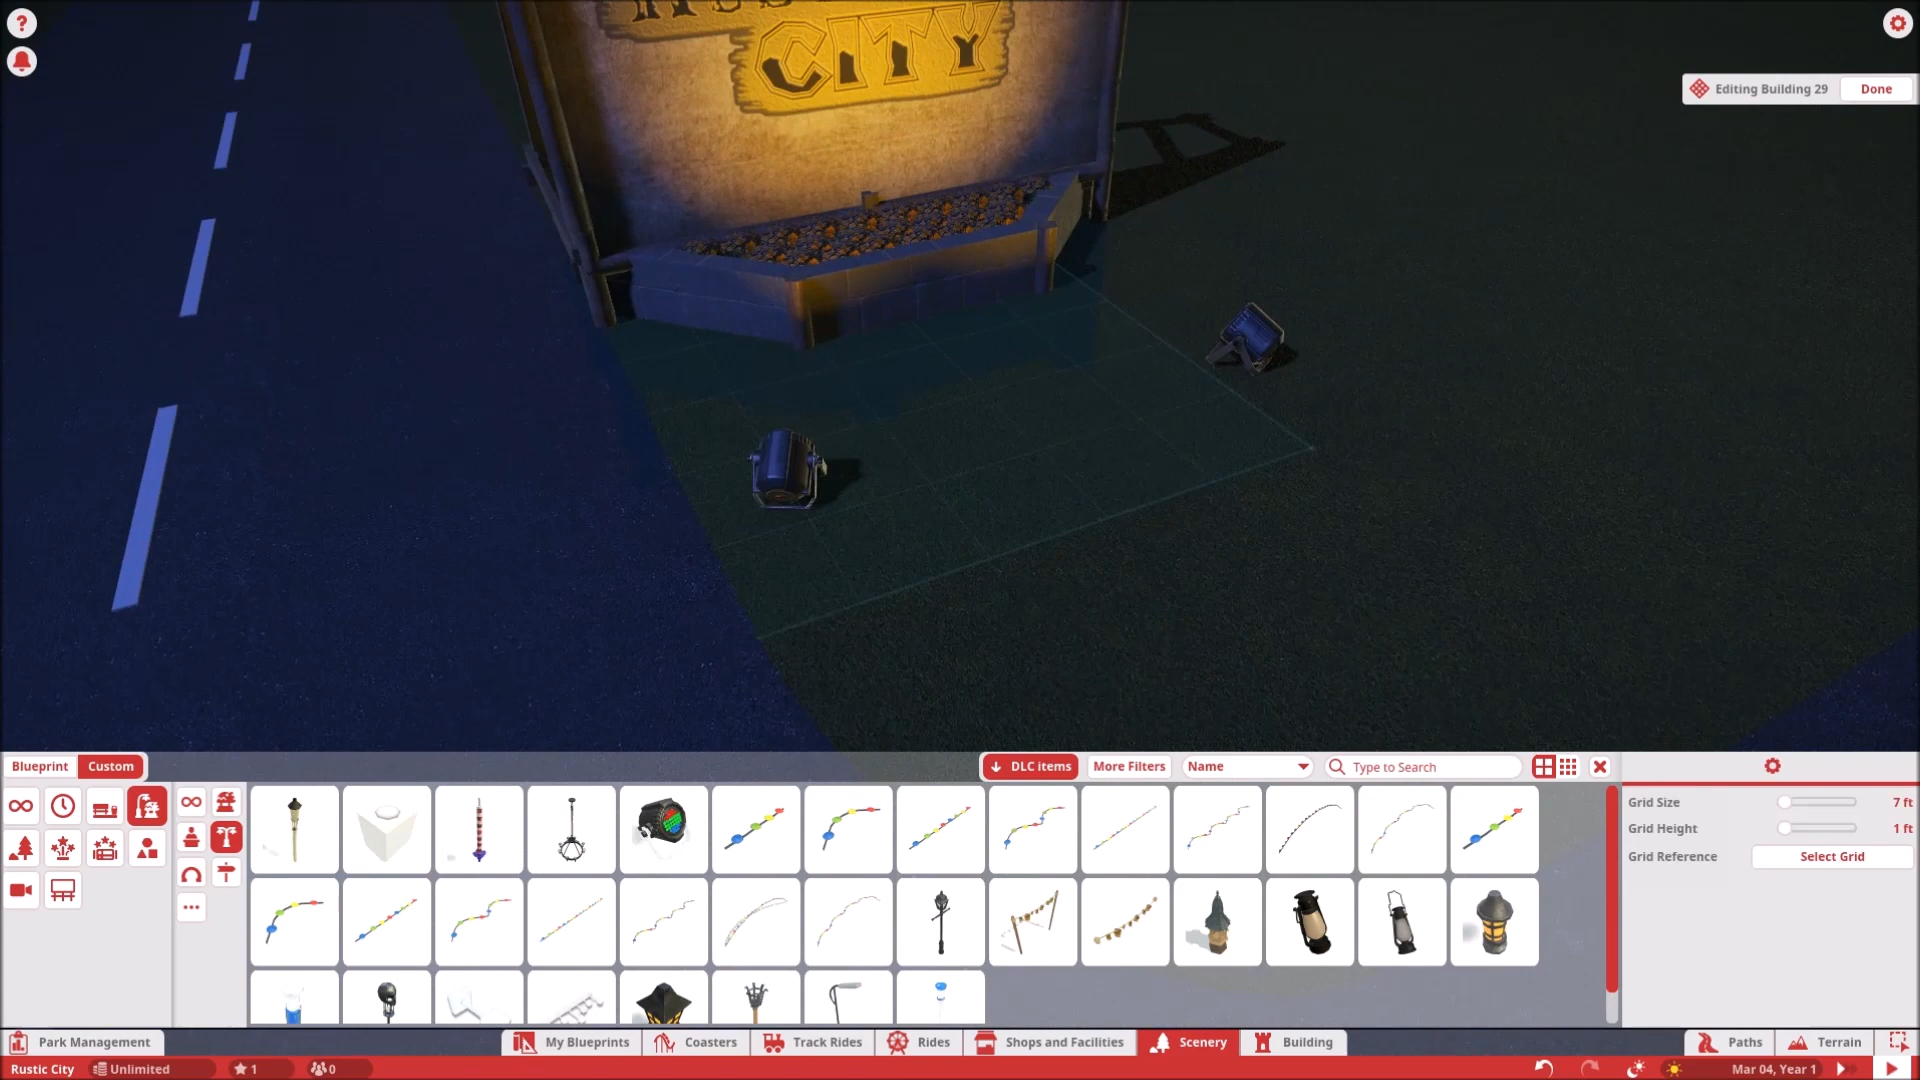 CITY
?
Editing Building 29
Done
Blueprint
Custom
DLC items
More Filters
Name
Type to Search
Grid Size
7 ft
Grid Height
1 ft
Grid Reference
Select Grid
Park Management
My Blueprints
Coasters
Track Rides
Rides
Shops and Facilities
Scenery
Building
Paths
Terrain
Rustic City
Unlimited
1
0
Mar 04, Year 1